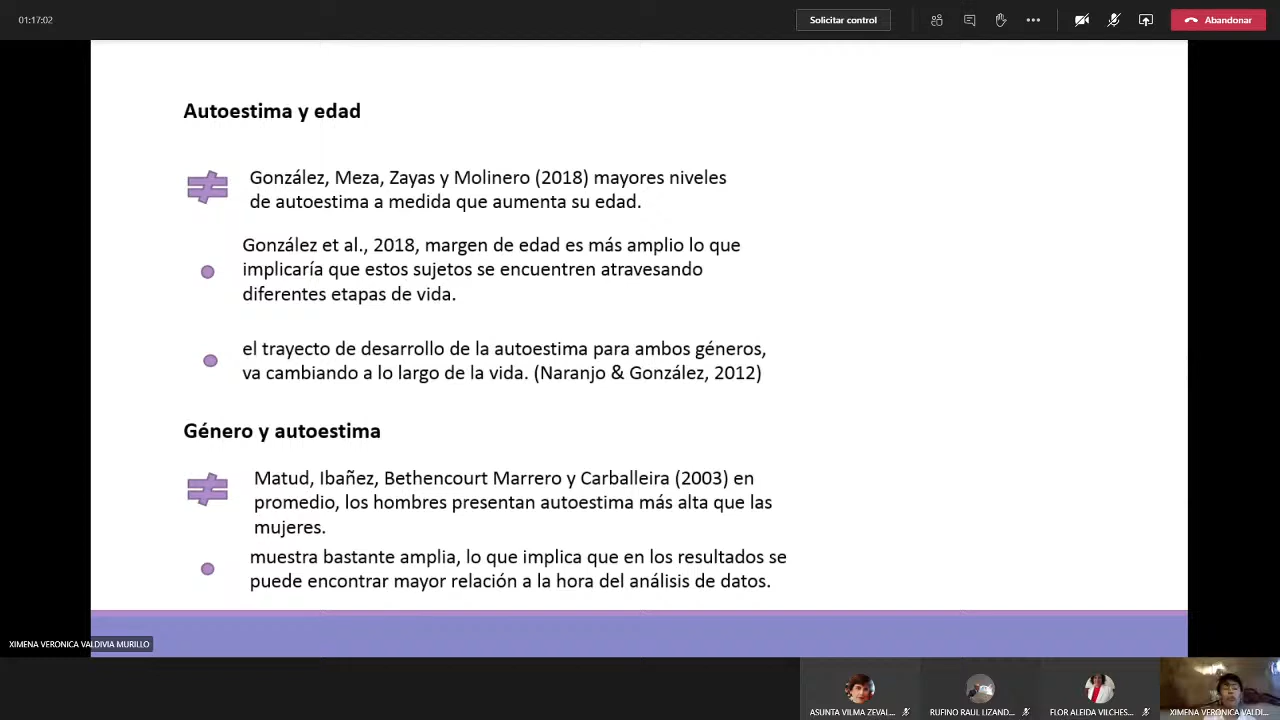 01:17:02
Solicitar control
Abandonar
Autoestima y edad
González, Meza, Zayas y Molinero (2018) mayores niveles
de autoestima a medida que aumenta su edad.
González et al., 2018, margen de edad es más amplio lo que
implicaría que estos sujetos se encuentren atravesando
diferentes etapas de vida.
el trayecto de desarrollo de la autoestima para ambos géneros,
va cambiando a lo largo de la vida. (Naranjo & González, 2012)
Género y autoestima
Matud, Ibañez, Bethencourt Marrero y Carballeira (2003) en
promedio, los hombres presentan autoestima más alta que las
mujeres.
muestra bastante amplia, lo que implica que en los resultados se
puede encontrar mayor relación a la hora del análisis de datos.
XIMENA VERONICA VALDIVIA MURILLO
ASUNTA VILMA ZEVAL...
RUFINO RAUL LIZAND...
FLOR ALEIDA VILCHES...
XIMENA VERONICA VALDI...